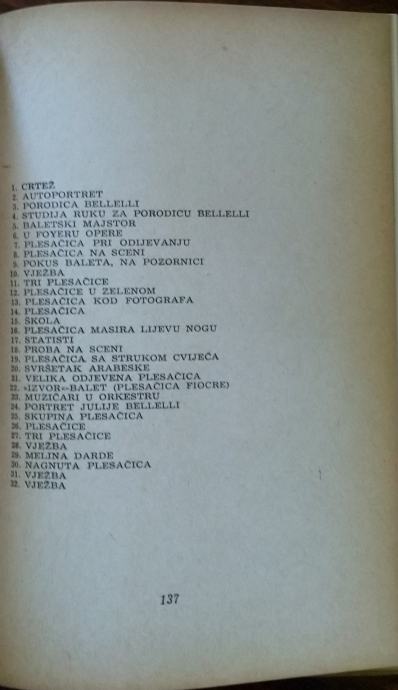 1. CRTEŽ
2. AUTOPORTRET
3. PORODICA BELLELLI
4. STUDIJA RUKU ZA PORODICU BELLELLI
5. BALETSKI MAJSTOR
6. U FOYERU OPERE
7. PLESAČICA PRI ODIJEVANJU
8. PLESAČICA NA SCENI
9. POKUS BALETA, NA POZORNICI
10. VJEŽBA
11. TRI PLESAČICE
12. PLESAČICE U ZELENOM
13. PLESAČICA KOD FOTOGRAFA
14. PLESAČICA
15. ŠKOLA
16. PLESAČICA MASIRA LIJEVU NOGU
17. STATISTI
18. PROBA NA SCENI
19. PLESAČICA SA STRUKOM CVIJEĆA
20. SVRŠETAK ARABESKE
21. VELIKA ODJEVENA PLESAČICA
22. »IZVOR«-BALET (PLESAČICA FIOCRE)
23. MUZIČARI U ORKESTRU
24. PORTRET JULIJE BELLELLI
25. SKUPINA PLESAČICA
26. PLESAČICE
27. TRI PLESAČICE
28. VJEŽBA
29. MELINA DARDE
30. NAGNUTA PLESAČICA
31. VJEŽBA
32. VJEŽBA
137